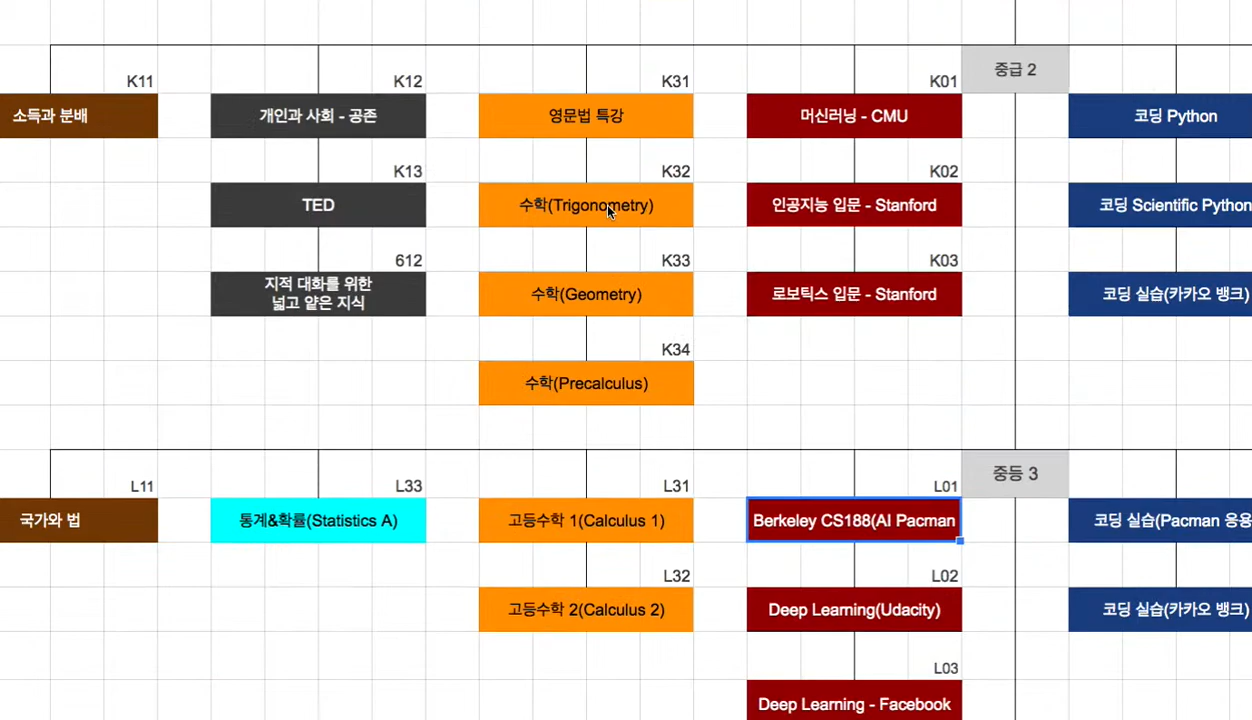 중급 2
K11
K12
K31
K01
소득과 분배
개인과 사회 - 공존
영문법 특강
머신러닝 - CMU
코딩 Python
K13
K32
K02
TED
수학(Trigonometry)
인공지능 입문 - Stanford
코딩 Scientific Python
612
K33
K03
지적 대화를 위한
넓고 얕은 지식
수학(Geometry)
로보틱스 입문 - Stanford
코딩 실습(카카오 뱅크)
K34
수학(Precalculus)
중등 3
L11
L33
L31
L01
국가와 법
통계&확률(Statistics A)
고등수학 1(Calculus 1)
Berkeley CS188(AI Pacman
코딩 실습(Pacman 응용
L32
L02
고등수학 2(Calculus 2)
Deep Learning(Udacity)
코딩 실습(카카오 뱅크)
L03
Deep Learning - Facebook